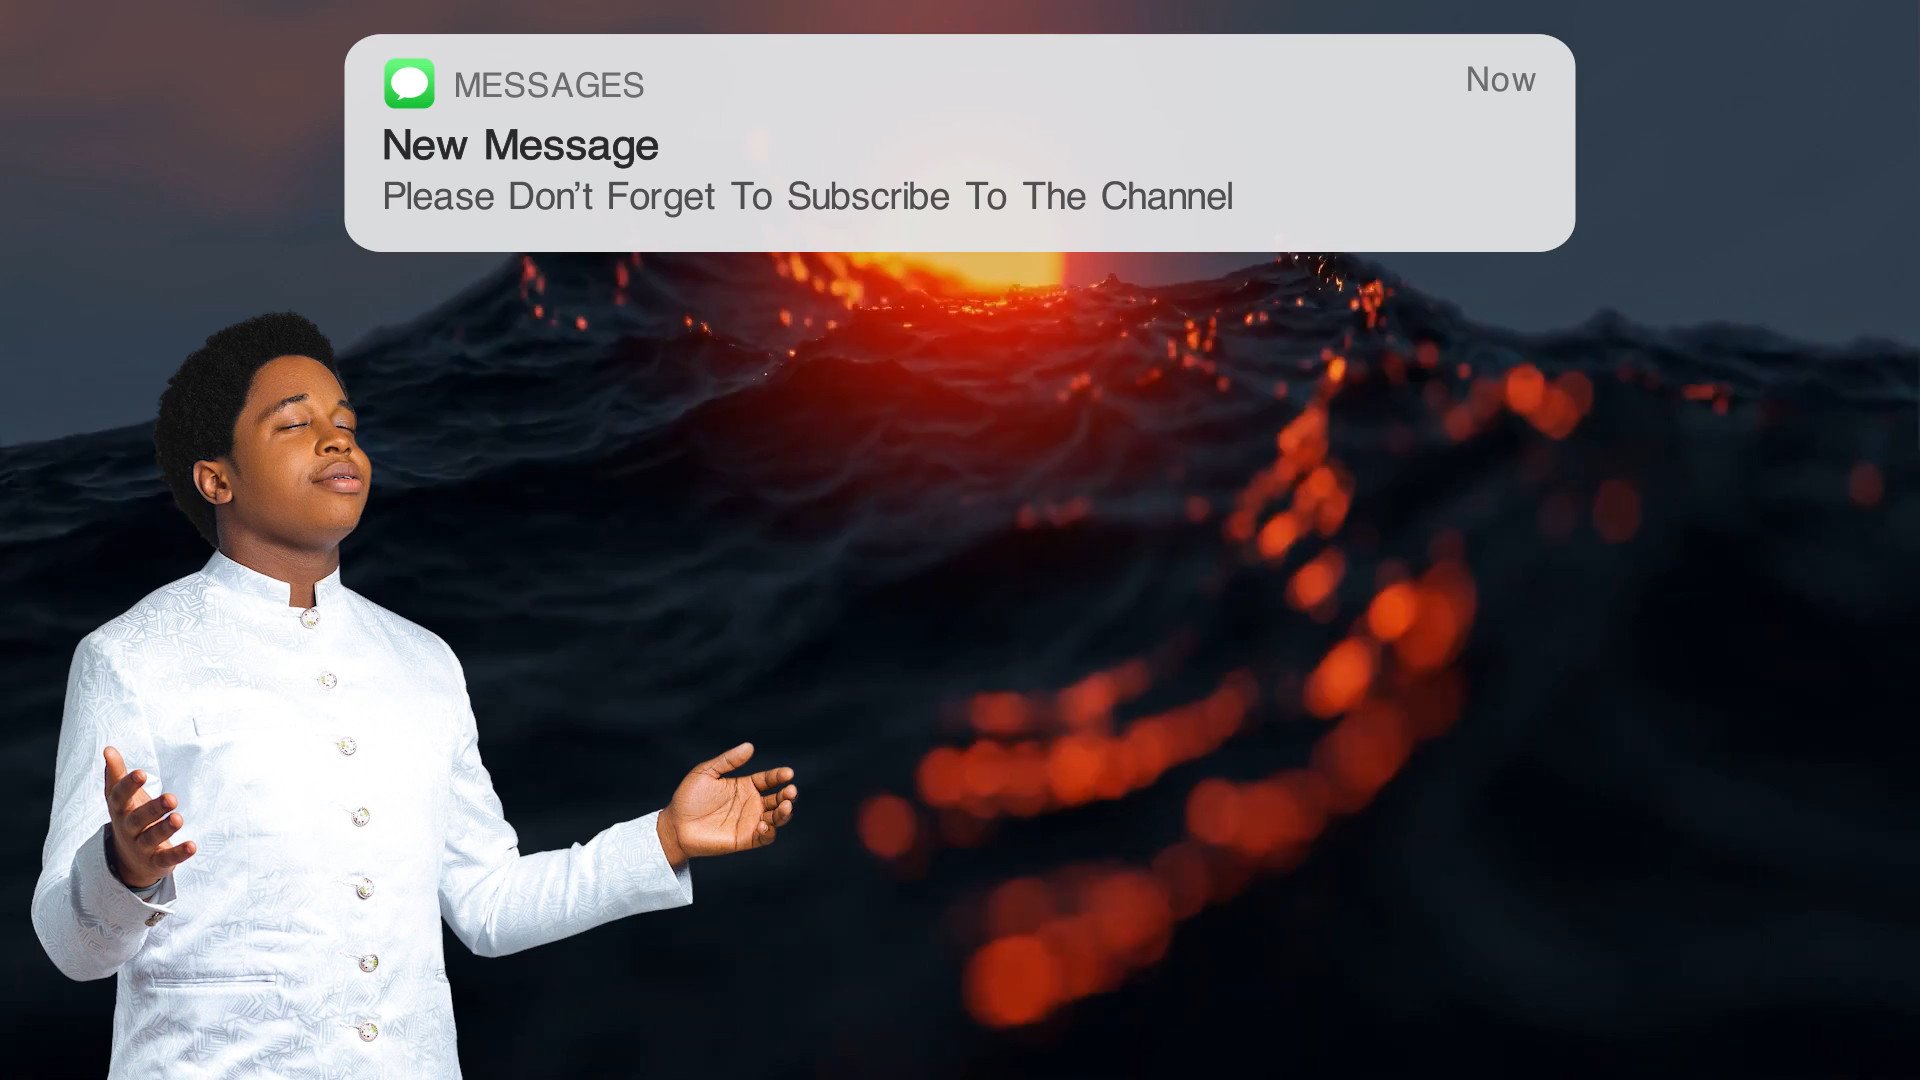 MESSAGES
Now
New Message
Please Don’t Forget To Subscribe To The Channel